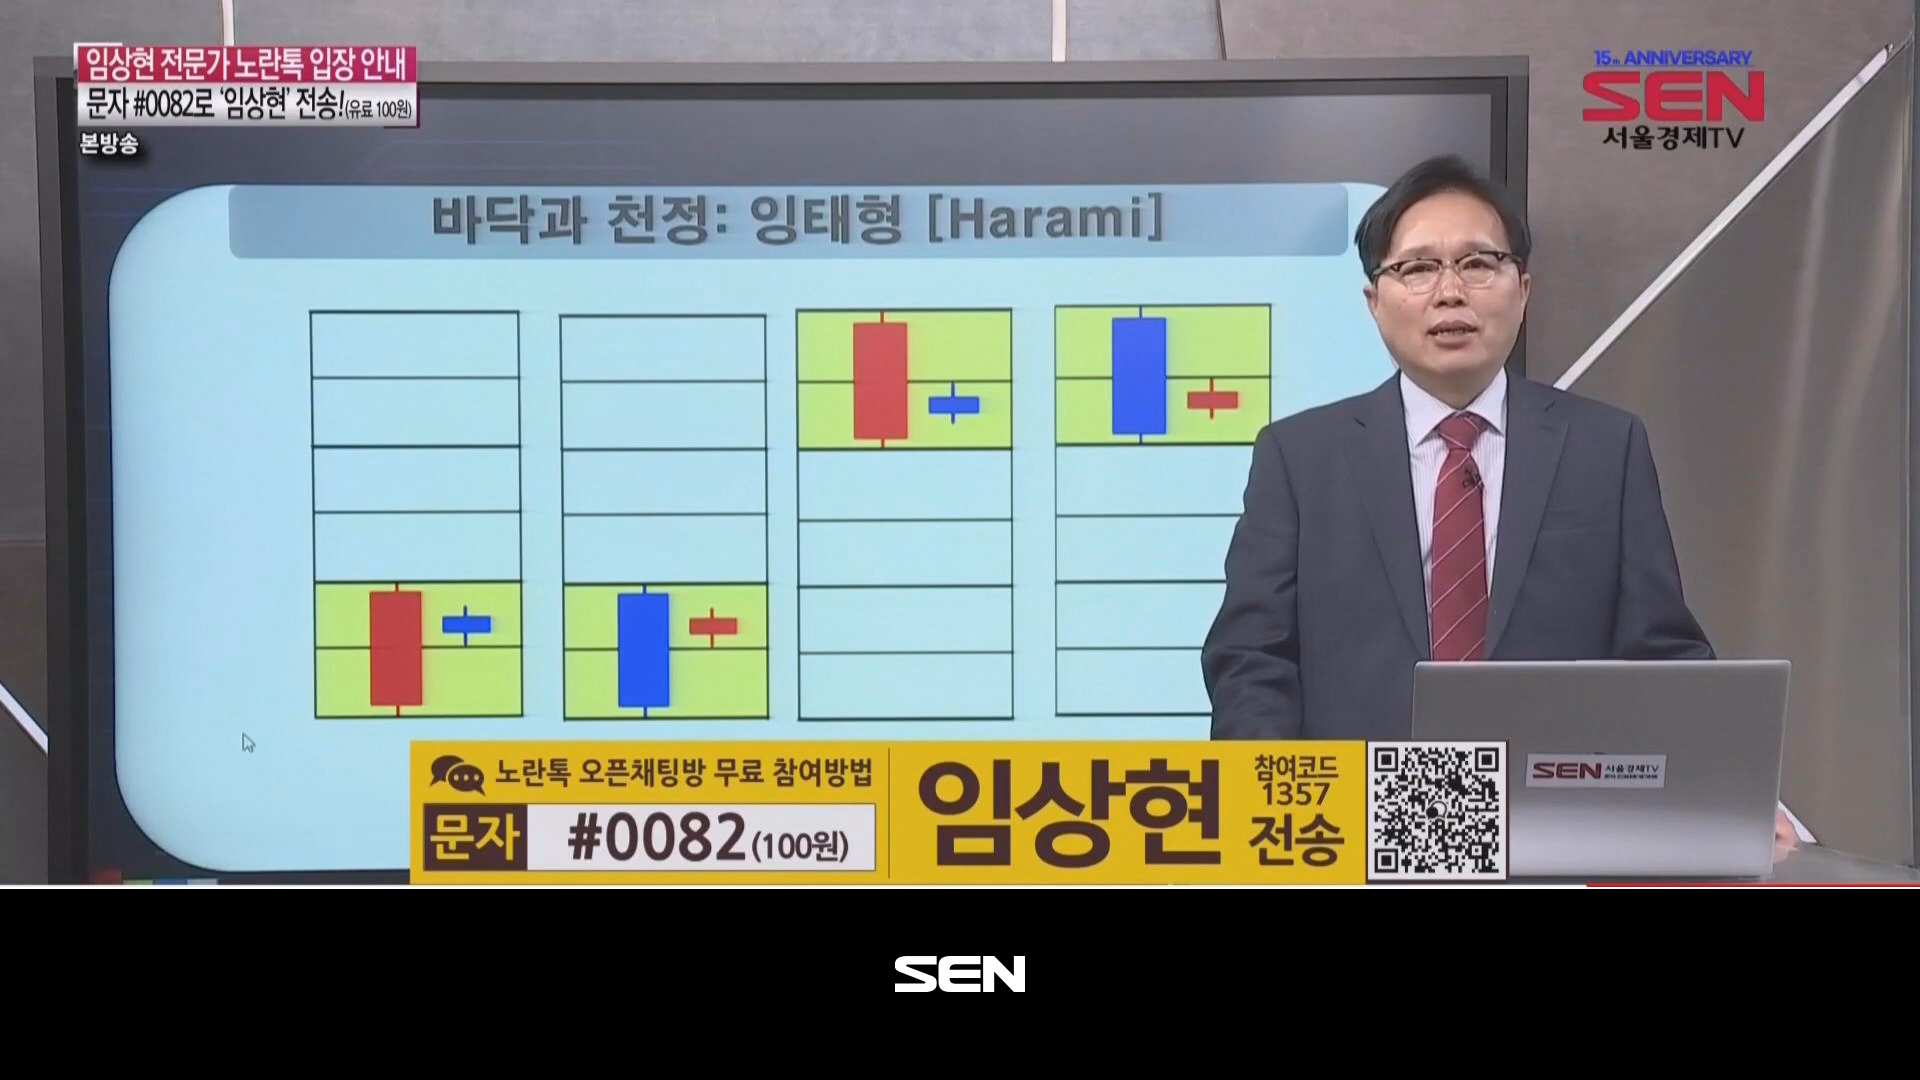 임상현 전문가 노란톡 입장 안내
문자 #0082로 '임상현' 전송!(유료 100원)
본방송
15th ANNIVERSARY
SEN
서울경제TV
바닥과 천정: 잉태형 [Harami]
노란톡 오픈채팅방 무료 참여방법
문자 #0082 (100원)
임상현
참여코드
1357
전송
SEN 서울경제TV
SEN